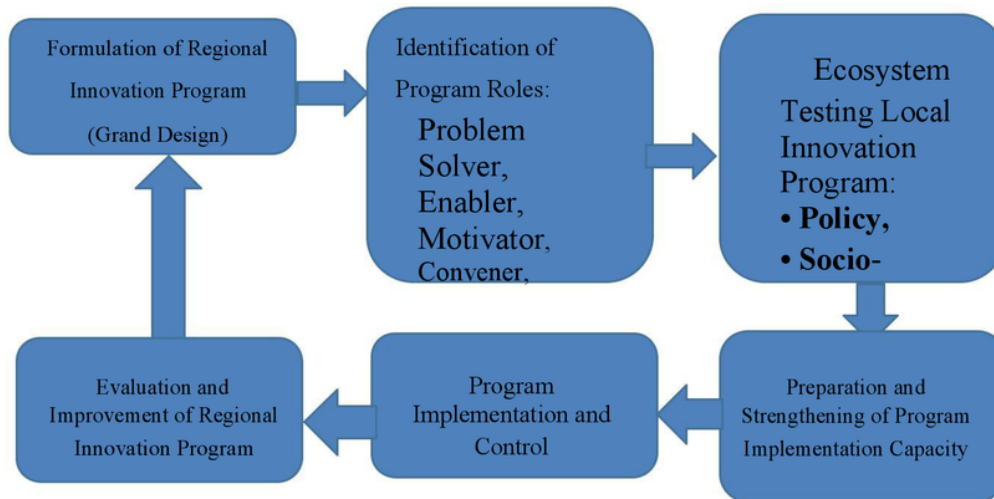 Formulation of Regional
Innovation Program
(Grand Design)
Identification of
Program Roles:
Problem
Solver,
Enabler,
Motivator,
Convener,
Ecosystem
Testing Local
Innovation
Program:
• Policy,
• Socio-
Preparation and
Strengthening of Program
Implementation Capacity
Program
Implementation and
Control
Evaluation and
Improvement of Regional
Innovation Program